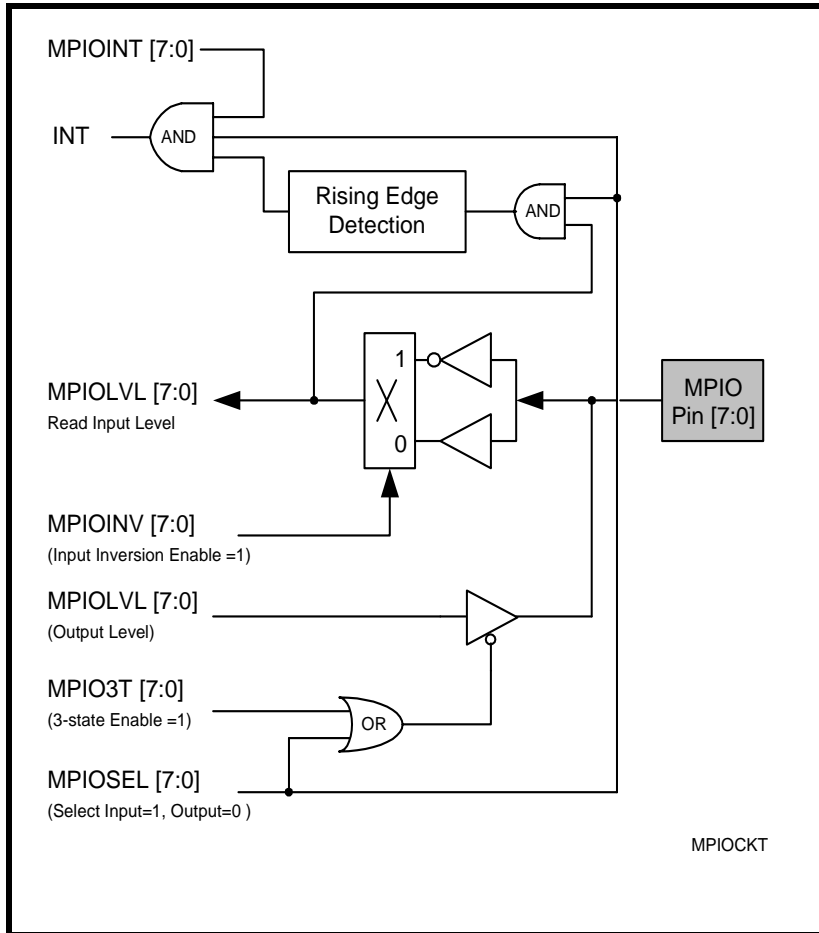 MPIOINT [7:0]
INT
AND
Rising Edge
Detection
AND
MPIOLVL [7:0]
Read Input Level
1
0
MPIO
Pin [7:0]
MPIOINV [7:0]
(Input Inversion Enable =1)
MPIOLVL [7:0]
(Output Level)
MPIO3T [7:0]
(3-state Enable =1)
OR
MPIOSEL [7:0]
(Select Input=1, Output=0 )
MPIOCKT